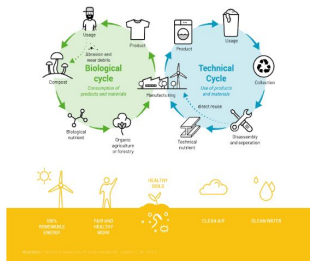 Usage
Abrasion and
wear debris
Product
Biological
cycle
Consumption of
products and materials
Compost
Biological
nutrient
Organic
agriculture
or forestry
Manufacturing
Product
Usage
Technical
Cycle
Use of products
and materials
Collection
direct reuse
Technical
nutrient
Disassembly
and seperation
100%
RENEWABLE
ENERGY
FAIR AND
HEALTHY
WORK
HEALTHY
SOILS
CLEAN AIR
CLEAN WATER